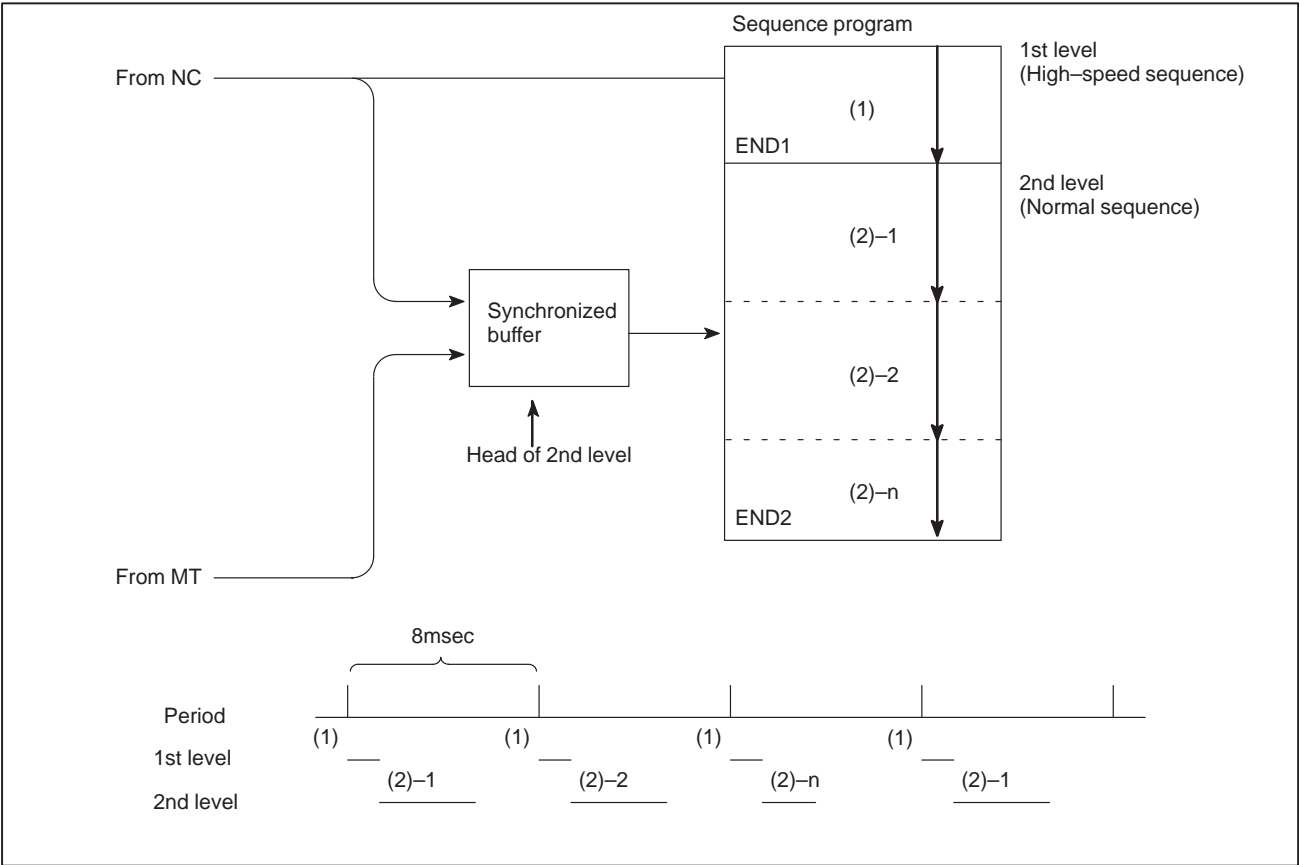 Sequence program
From NC
1st level
(High–speed sequence)
(1)
END1
2nd level
(Normal sequence)
(2)–1
Synchronized
buffer
(2)–2
Head of 2nd level
(2)–n
END2
From MT
8msec
Period
(1) (1) (1) (1)
1st level
(2)–1 (2)–2 (2)–n (2)–1
2nd level